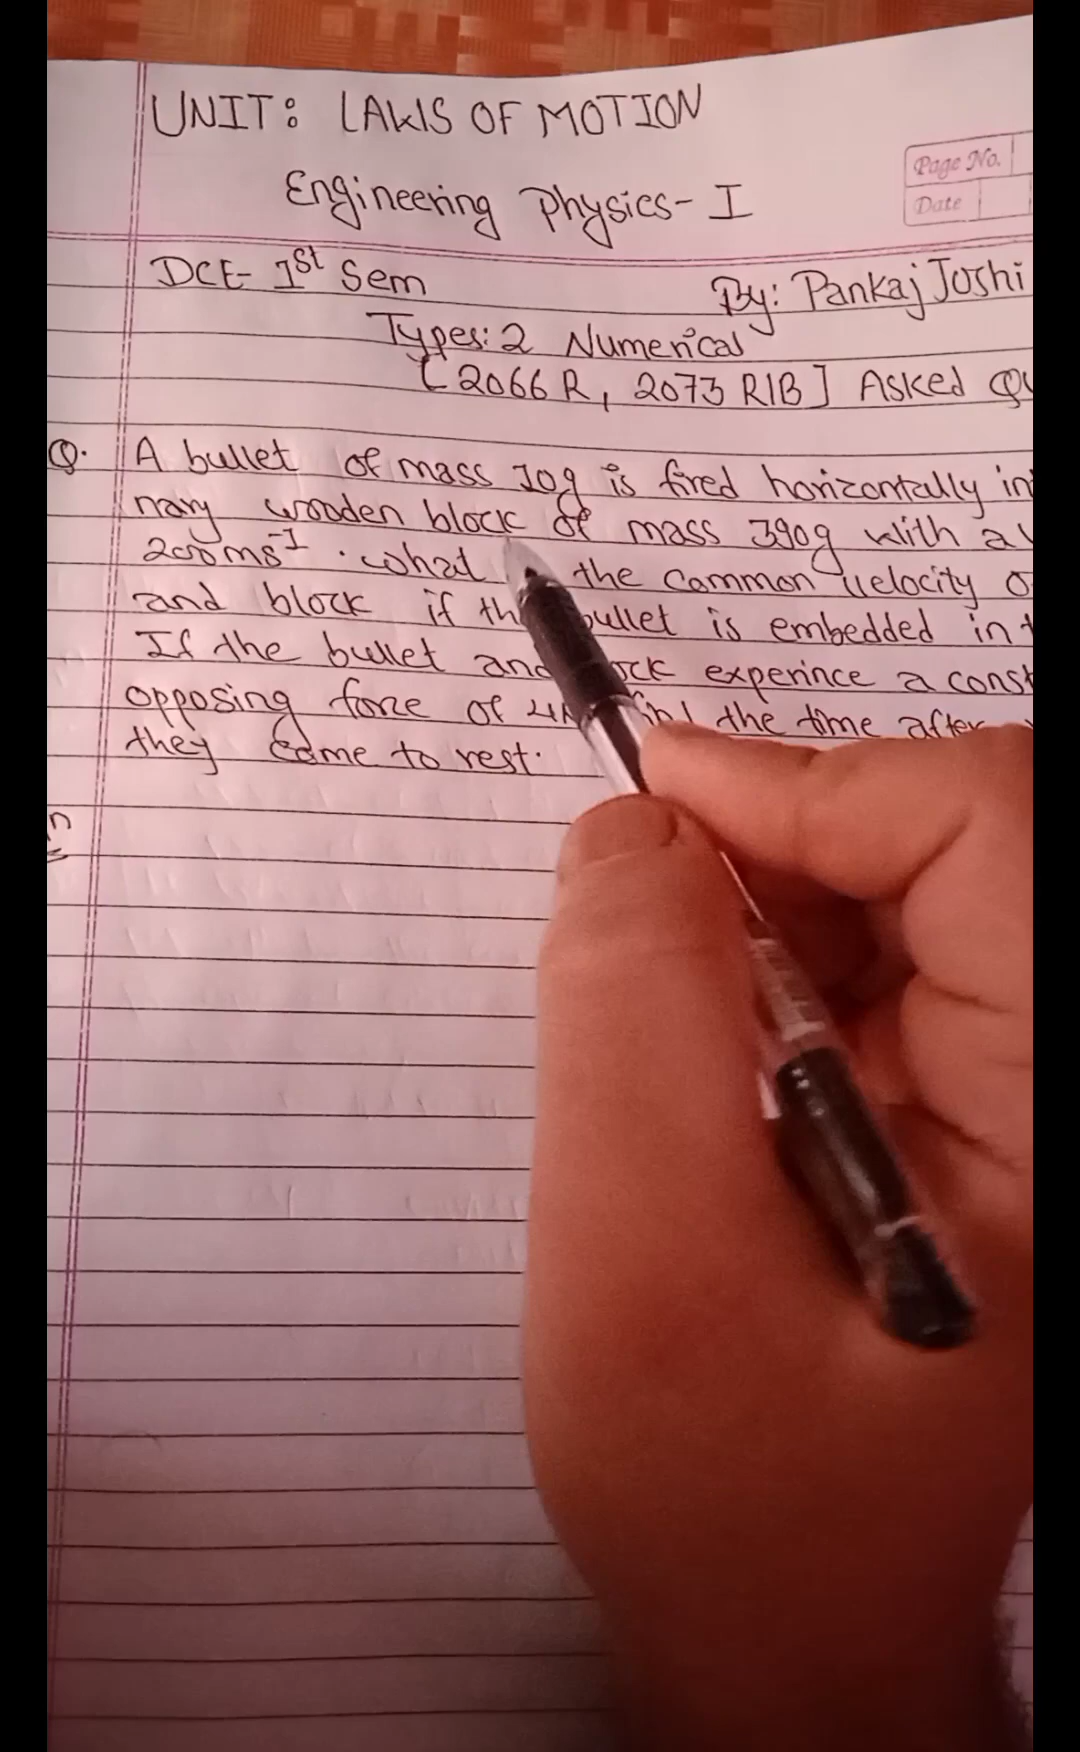 UNIT: LAWS OF MOTION
Engineering Physics - I
Page No.
Date
DCE- 1st Sem By: Pankaj Joshi
Types: 2 Numerical
[2066 R, 2073 R/B] Asked
Q. A bullet of mass 10g is fired horizontally in
nary wooden block of mass 390g with a
200ms-1. what the common velocity
and block if bullet is embedded in
If the bullet and experince a
opposing force of the time after
they come to rest.